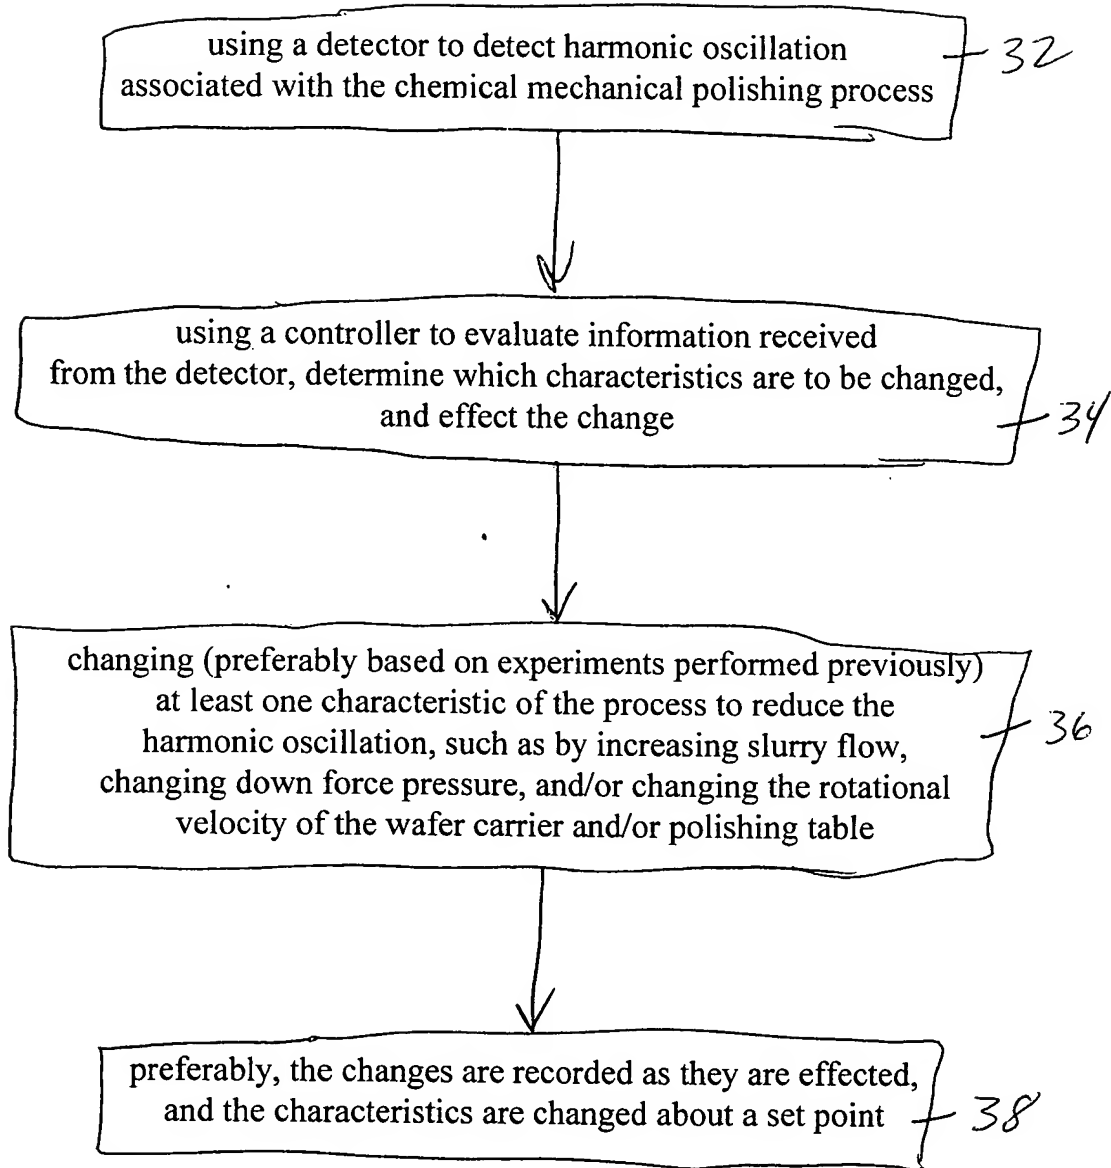 using a detector to detect harmonic oscillation
associated with the chemical mechanical polishing process
32
using a controller to evaluate information received
from the detector, determine which characteristics are to be changed,
and effect the change
34
changing (preferably based on experiments performed previously)
at least one characteristic of the process to reduce the
harmonic oscillation, such as by increasing slurry flow,
changing down force pressure, and/or changing the rotational
velocity of the wafer carrier and/or polishing table
36
preferably, the changes are recorded as they are effected,
and the characteristics are changed about a set point
38